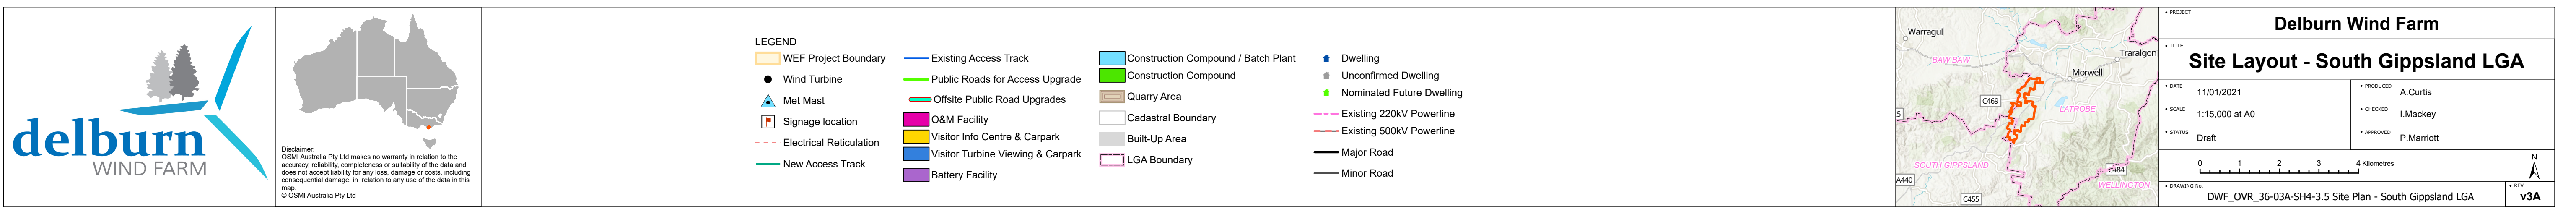 delburn
WIND FARM
Disclaimer:
OSMI Australia Pty Ltd makes no warranty in relation to the
accuracy, reliability, completeness or suitability of the data and
does not accept liability for any loss, damage or costs, including
consequential damage, in relation to any use of the data in this
map.
© OSMI Australia Pty Ltd
LEGEND
WEF Project Boundary
Wind Turbine
Met Mast
Signage location
Electrical Reticulation
New Access Track
Existing Access Track
Public Roads for Access Upgrade
Offsite Public Road Upgrades
O&M Facility
Visitor Info Centre & Carpark
Visitor Turbine Viewing & Carpark
Battery Facility
Construction Compound / Batch Plant
Construction Compound
Quarry Area
Cadastral Boundary
Built-Up Area
LGA Boundary
Dwelling
Unconfirmed Dwelling
Nominated Future Dwelling
Existing 220kV Powerline
Existing 500kV Powerline
Major Road
Minor Road
Warragul
Traralgon
BAW BAW
Morwell
C469
LATROBE
SOUTH GIPPSLAND
C484
A440
WELLINGTON
C455
PROJECT
Delburn Wind Farm
TITLE
Site Layout - South Gippsland LGA
DATE
11/01/2021
PRODUCED
A.Curtis
SCALE
1:15,000 at A0
CHECKED
I.Mackey
STATUS
Draft
APPROVED
P.Marriott
0 1 2 3 4 Kilometres
N
DRAWING No.
DWF_OVR_36-03A-SH4-3.5 Site Plan - South Gippsland LGA
REV
v3A